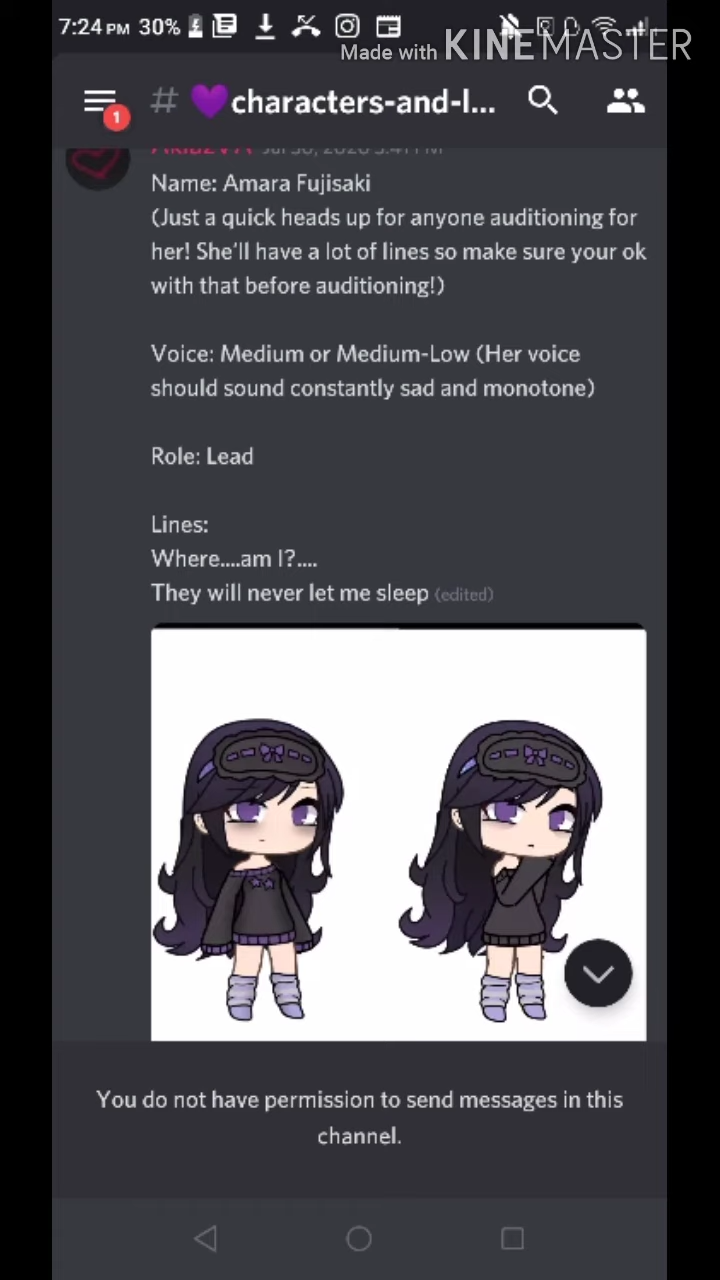 7:24 PM 30%
Made with KINEMASTER
# 💜characters-and-l...
1
Name: Amara Fujisaki
(Just a quick heads up for anyone auditioning for
her! She'll have a lot of lines so make sure your ok
with that before auditioning!)
Voice: Medium or Medium-Low (Her voice
should sound constantly sad and monotone)
Role: Lead
Lines:
Where....am I?....
They will never let me sleep (edited)
You do not have permission to send messages in this
channel.